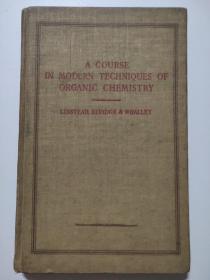 A COURSE
IN MODERN TECHNIQUES OF
ORGANIC CHEMISTRY
LINSTEAD, ELVIDGE & WHALLEY